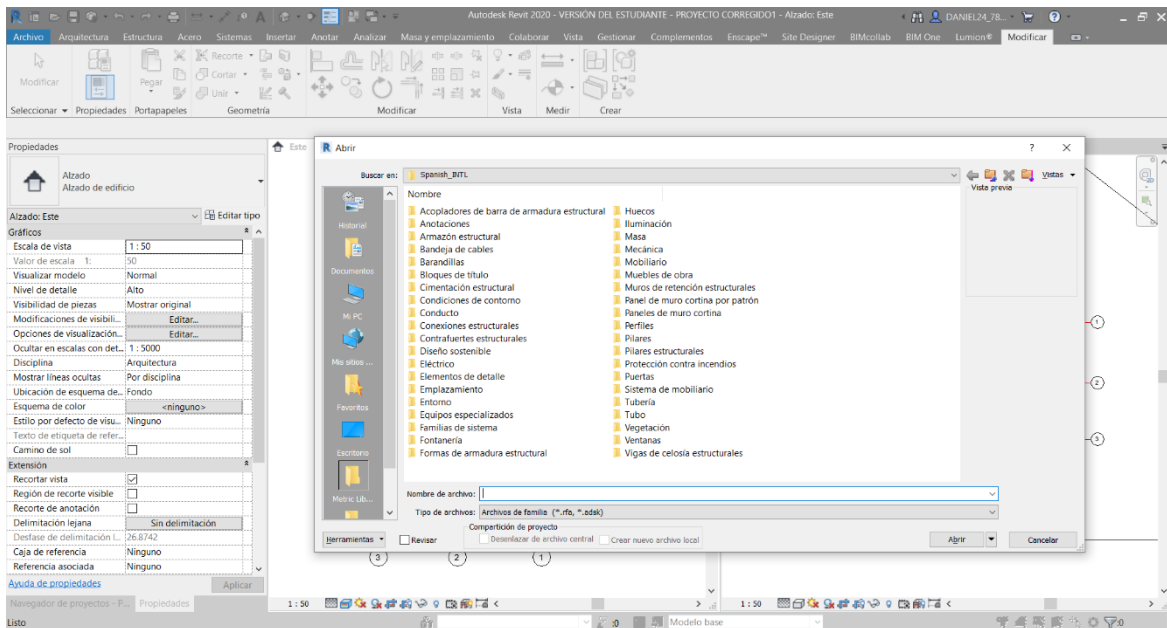 Autodesk Revit 2020 - VERSIÓN DEL ESTUDIANTE - PROYECTO CORREGIDO1 - Alzado: Este
DANIEL24_78...
Archivo Arquitectura Estructura Acero Sistemas Insertar Anotar Analizar Masa y emplazamiento Colaborar Vista Gestionar Complementos Enscape™ Site Designer BIMcollab BIM One Lumion® Modificar
Modificar Pegar Recorte Cortar Unir
Seleccionar Propiedades Portapapeles Geometría Modificar Vista Medir Crear
Propiedades
Este
Alzado
Alzado de edificio
Alzado: Este
Editar tipo
Gráficos
Escala de vista 1 : 50
Valor de escala 1: 50
Visualizar modelo Normal
Nivel de detalle Alto
Visibilidad de piezas Mostrar original
Modificaciones de visibili... Editar...
Opciones de visualización... Editar...
Ocultar en escalas con det... 1 : 5000
Disciplina Arquitectura
Mostrar líneas ocultas Por disciplina
Ubicación de esquema de... Fondo
Esquema de color <ninguno>
Estilo por defecto de visu... Ninguno
Texto de etiqueta de refer...
Camino de sol
Extensión
Recortar vista
Región de recorte visible
Recorte de anotación
Delimitación lejana Sin delimitación
Desfase de delimitación l... 26.8742
Caja de referencia Ninguno
Referencia asociada Ninguno
Ayuda de propiedades Aplicar
Navegador de proyectos - P... Propiedades
Listo
R Abrir
Buscar en: Spanish_INTL
Vistas
Vista previa
Historial
Documentos
Mi PC
Mis sitios ...
Favoritos
Escritorio
Metric Lib...
Nombre
Acopladores de barra de armadura estructural
Anotaciones
Armazón estructural
Bandeja de cables
Barandillas
Bloques de título
Cimentación estructural
Condiciones de contorno
Conducto
Conexiones estructurales
Contrafuertes estructurales
Diseño sostenible
Eléctrico
Elementos de detalle
Emplazamiento
Entorno
Equipos especializados
Familias de sistema
Fontanería
Formas de armadura estructural
Huecos
Iluminación
Masa
Mecánica
Mobiliario
Muebles de obra
Muros de retención estructurales
Panel de muro cortina por patrón
Paneles de muro cortina
Perfiles
Pilares
Pilares estructurales
Protección contra incendios
Puertas
Sistema de mobiliario
Tubería
Tubo
Vegetación
Ventanas
Vigas de celosía estructurales
Nombre de archivo:
Tipo de archivos: Archivos de familia (*.rfa, *.adsk)
Compartición de proyecto
Herramientas Revisar Desenlazar de archivo central Crear nuevo archivo local Abrir Cancelar
1
2
3
3 2 1
1 : 50
1 : 50
:0 Modelo base :0